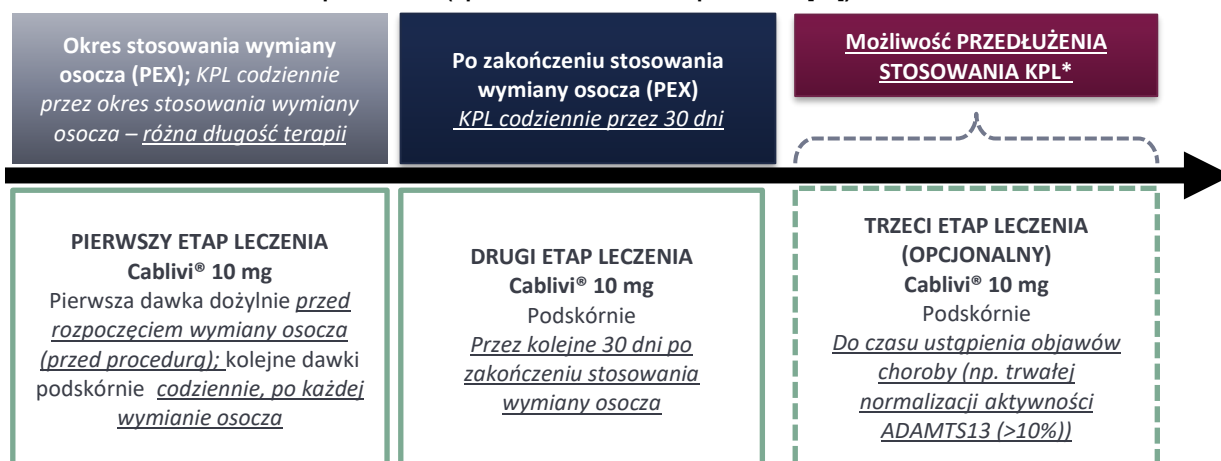 Okres stosowania wymiany
osocza (PEX); KPL codziennie
przez okres stosowania wymiany
osocza – różna długość terapii
Po zakończeniu stosowania
wymiany osocza (PEX)
KPL codziennie przez 30 dni
Możliwość PRZEDŁUŻENIA
STOSOWANIA KPL*
PIERWSZY ETAP LECZENIA
Cablivi® 10 mg
Pierwsza dawka dożylnie przed
rozpoczęciem wymiany osocza
(przed procedurą); kolejne dawki
podskórnie codziennie, po każdej
wymianie osocza
DRUGI ETAP LECZENIA
Cablivi® 10 mg
Podskórnie
Przez kolejne 30 dni po
zakończeniu stosowania
wymiany osocza
TRZECI ETAP LECZENIA
(OPCJONALNY)
Cablivi® 10 mg
Podskórnie
Do czasu ustąpienia objawów
choroby (np. trwałej
normalizacji aktywności
ADAMTS13 (>10%))